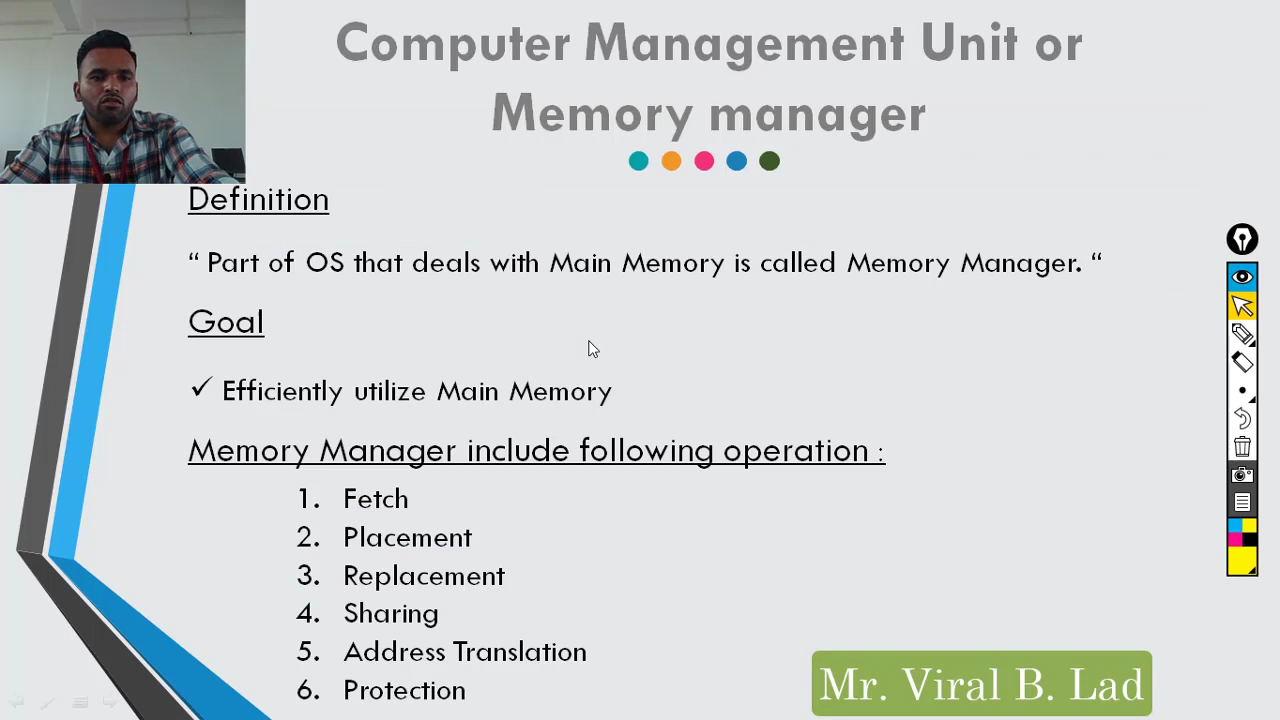 Computer Management Unit or
Memory manager
Definition
“ Part of OS that deals with Main Memory is called Memory Manager. “
Goal
✓ Efficiently utilize Main Memory
Memory Manager include following operation :
1. Fetch
2. Placement
3. Replacement
4. Sharing
5. Address Translation
6. Protection
Mr. Viral B. Lad